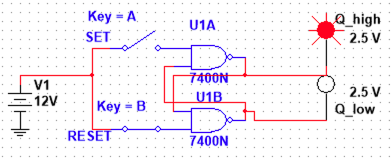 Key = A
U1A
Q_high
SET
2.5 V
7400N
V1
12V
Key = B
U1B
2.5 V
Q_low
RESET
7400N